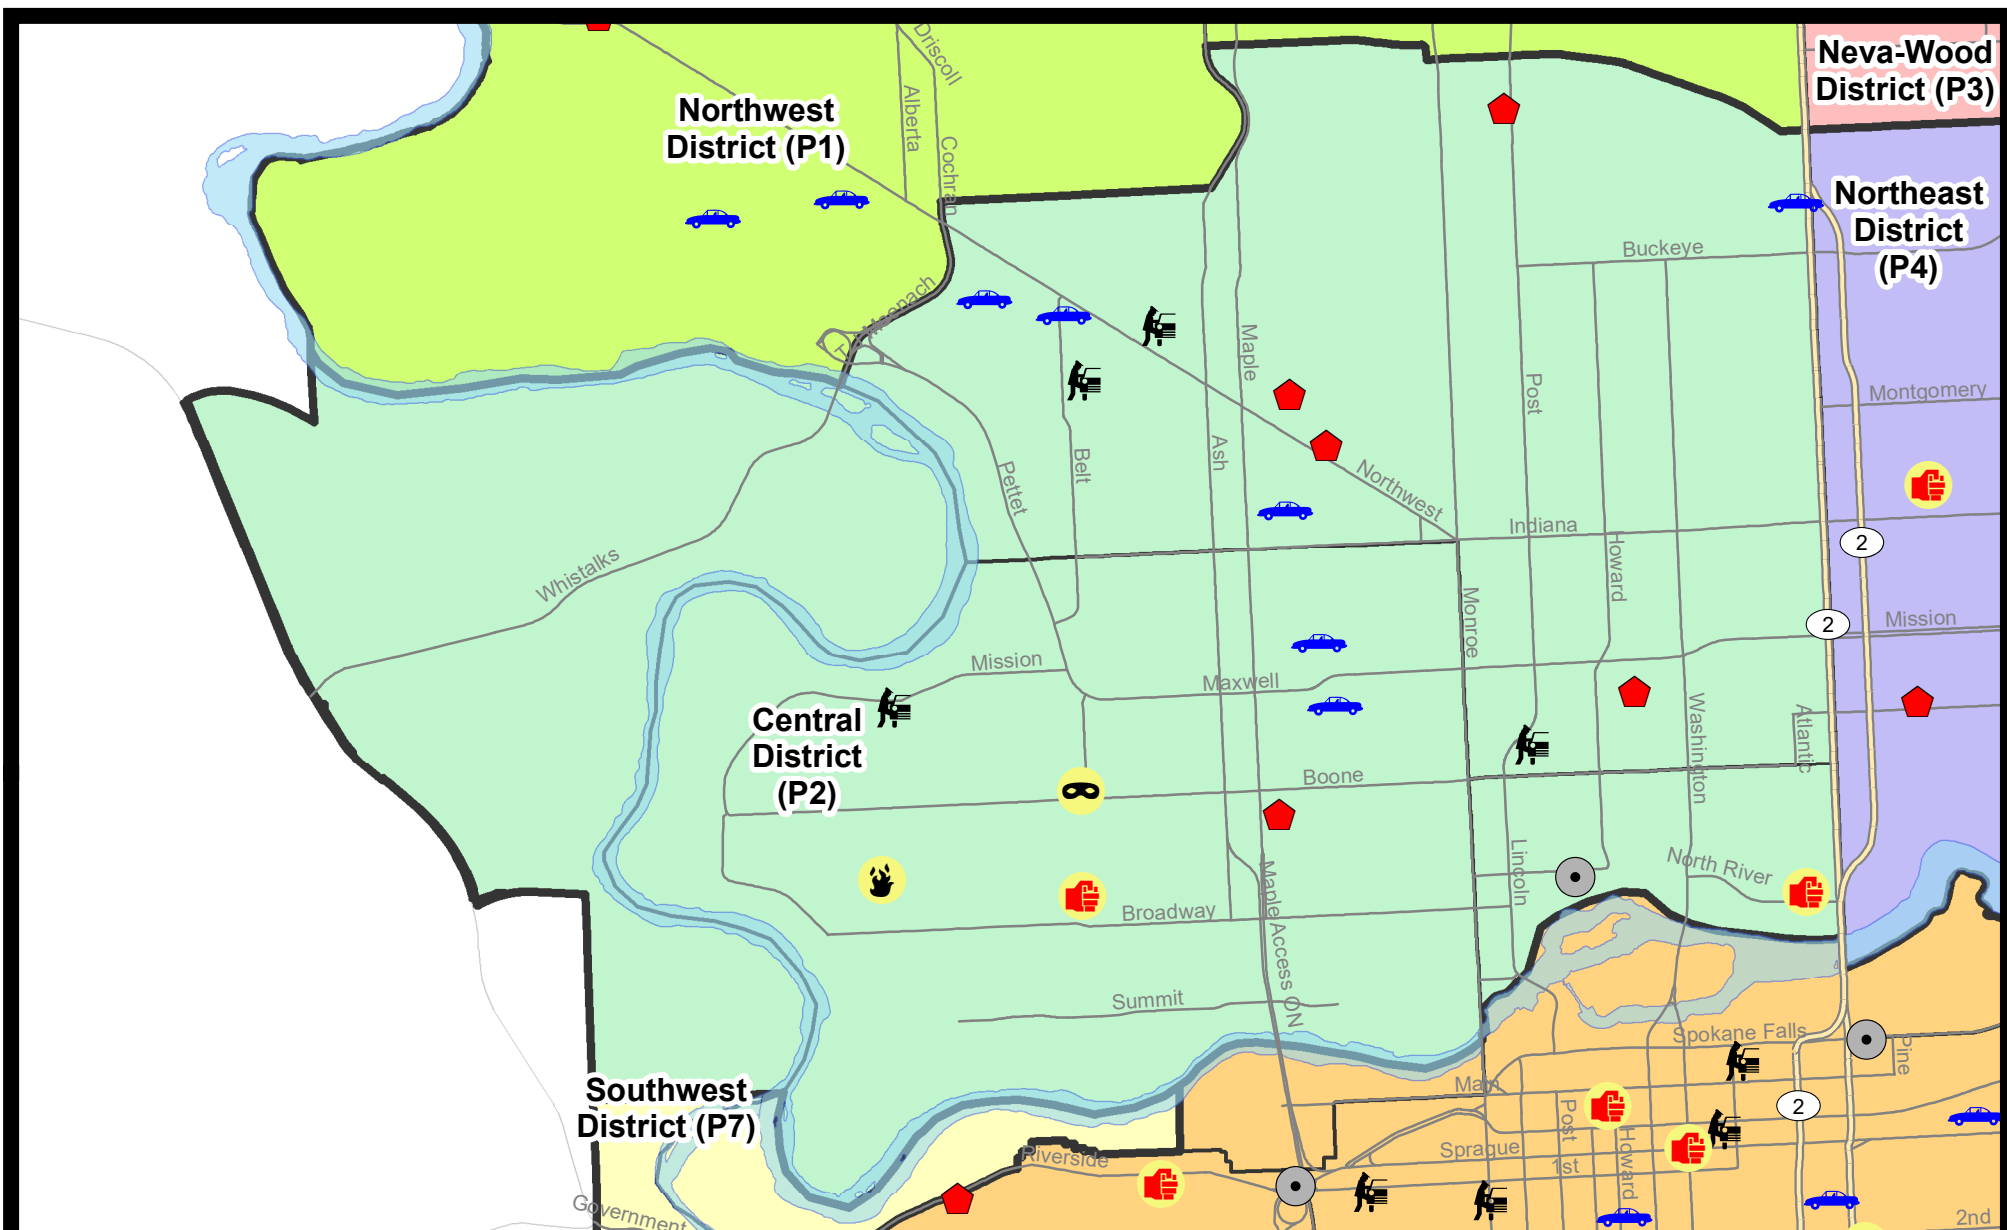 Driscoll
Neva-Wood
District (P3)
Northwest
District (P1)
Alberta
Cochran
Northeast
District
(P4)
Buckeye
Maple
Post
Montgomery
Ash
Belt
Pettet
Northwest
Indiana
2
Howard
Whistalks
Monroe
2
Mission
Mission
Maxwell
Central
District
(P2)
Washington
Atlantic
Boone
Lincoln
North River
Broadway
Maple Access ON
Summit
Spokane Falls
Pine
Southwest
District (P7)
Main
2
Post
Howard
Sprague
Riverside
1st
Government
2nd